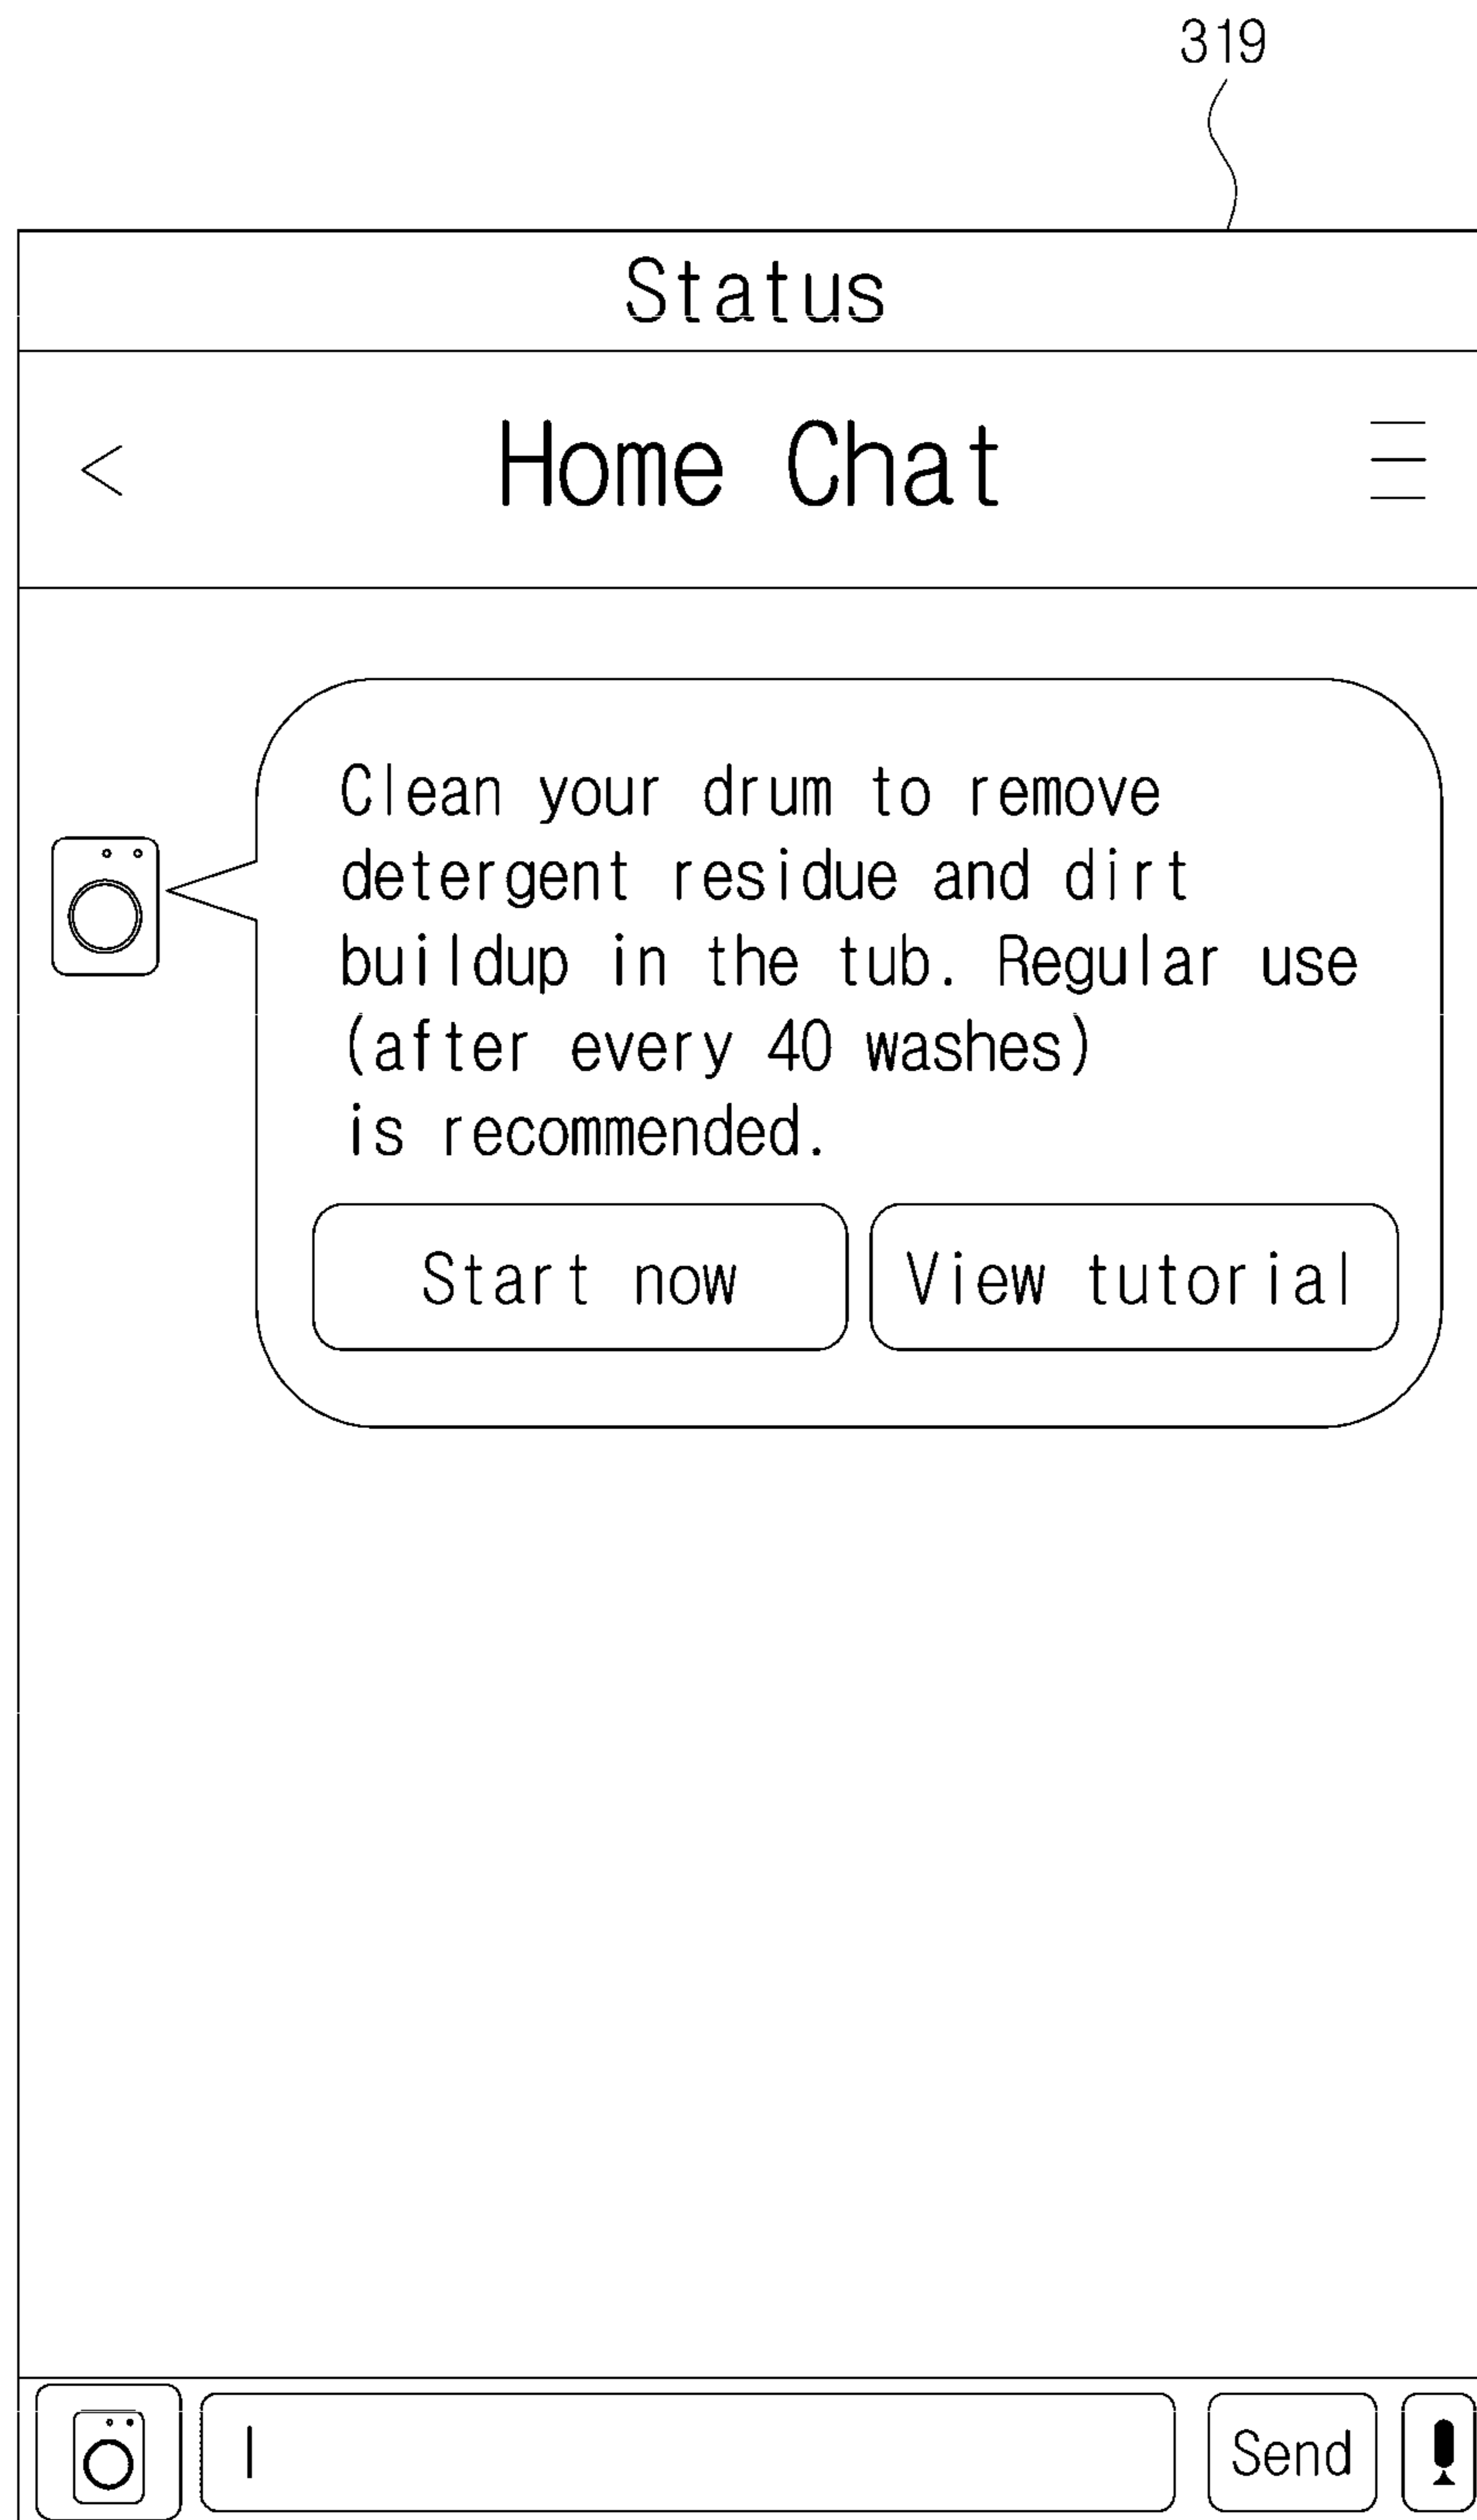 319
Status
< Home Chat
Clean your drum to remove
detergent residue and dirt
buildup in the tub. Regular use
(after every 40 washes)
is recommended.
Start now View tutorial
Send